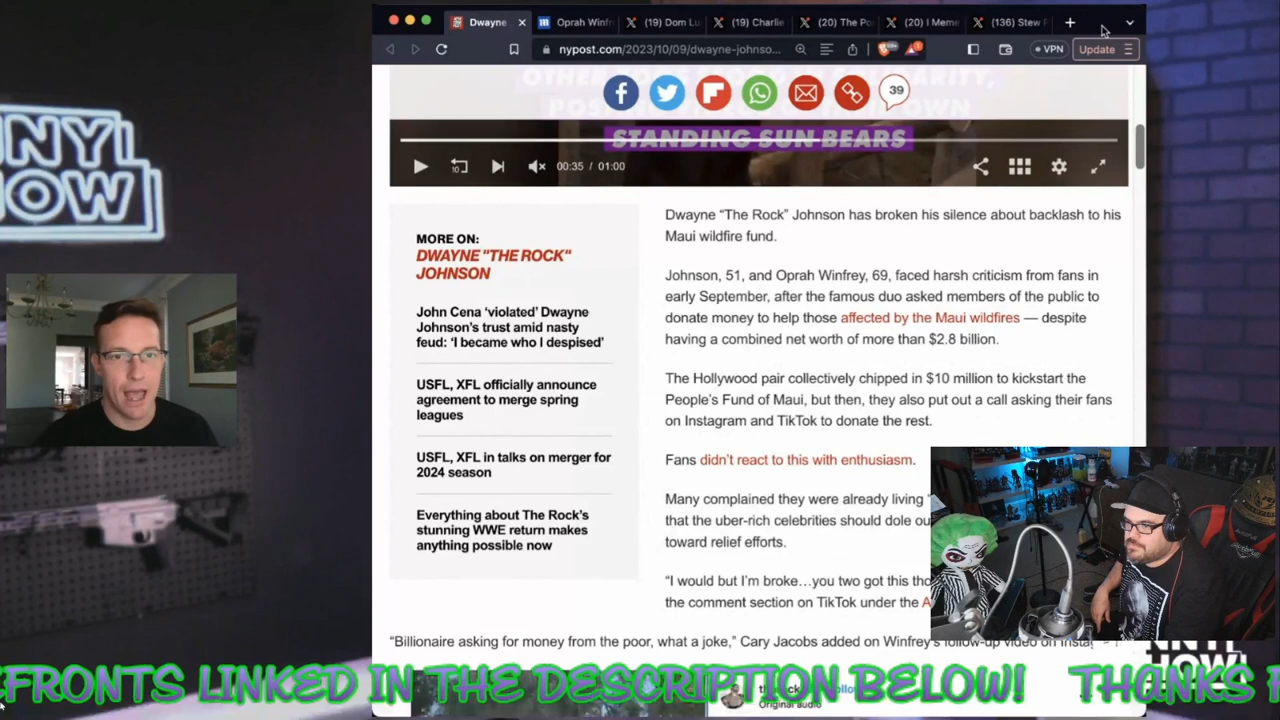 Dwayne
Oprah Winfr
(19) Dom Lu
(19) Charlie
(20) The Po
(20) I Meme
(136) Stew P
nypost.com/2023/10/09/dwayne-johnso...
VPN
Update
39
STANDING SUN BEARS
10
00:35 / 01:00
NYI
HOW
MORE ON:
DWAYNE "THE ROCK"
JOHNSON
John Cena ‘violated’ Dwayne
Johnson’s trust amid nasty
feud: ‘I became who I despised’
USFL, XFL officially announce
agreement to merge spring
leagues
USFL, XFL in talks on merger for
2024 season
Everything about The Rock’s
stunning WWE return makes
anything possible now
Dwayne “The Rock” Johnson has broken his silence about backlash to his
Maui wildfire fund.
Johnson, 51, and Oprah Winfrey, 69, faced harsh criticism from fans in
early September, after the famous duo asked members of the public to
donate money to help those affected by the Maui wildfires — despite
having a combined net worth of more than $2.8 billion.
The Hollywood pair collectively chipped in $10 million to kickstart the
People’s Fund of Maui, but then, they also put out a call asking their fans
on Instagram and TikTok to donate the rest.
Fans didn’t react to this with enthusiasm.
Many complained they were already living
that the uber-rich celebrities should dole ou
toward relief efforts.
“I would but I’m broke…you two got this tho
the comment section on TikTok under the A
“Billionaire asking for money from the poor, what a joke,” Cary Jacobs added on Winfrey’s follow-up video on Insta
Original audio
EFRONTS LINKED IN THE DESCRIPTION BELOW! THANKS F